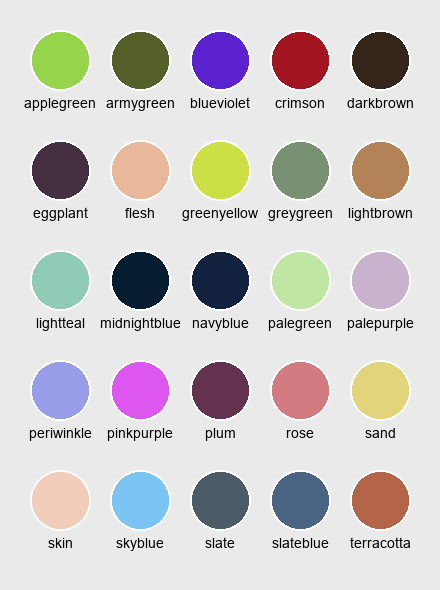 applegreen armygreen blueviolet crimson darkbrown
eggplant flesh greenyellow greygreen lightbrown
lightteal midnightblue navyblue palegreen palepurple
periwinkle pinkpurple plum rose sand
skin skyblue slate slateblue terracotta